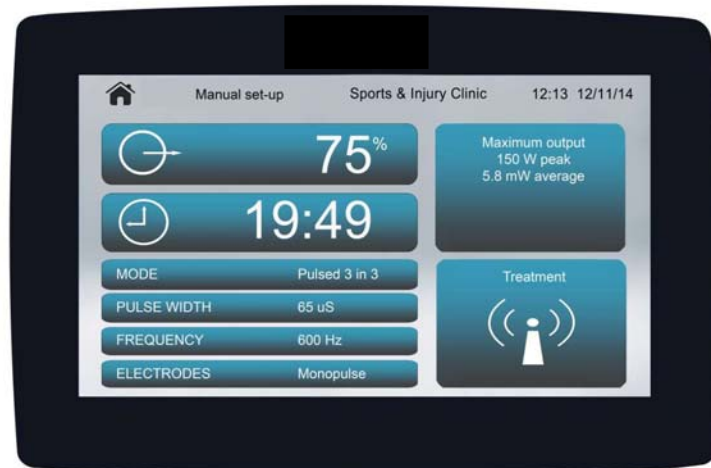 Manual set-up Sports & Injury Clinic 12:13 12/11/14
75%
19:49
MODE Pulsed 3 in 3
PULSE WIDTH 65 uS
FREQUENCY 600 Hz
ELECTRODES Monopulse
Maximum output
150 W peak
5.8 mW average
Treatment